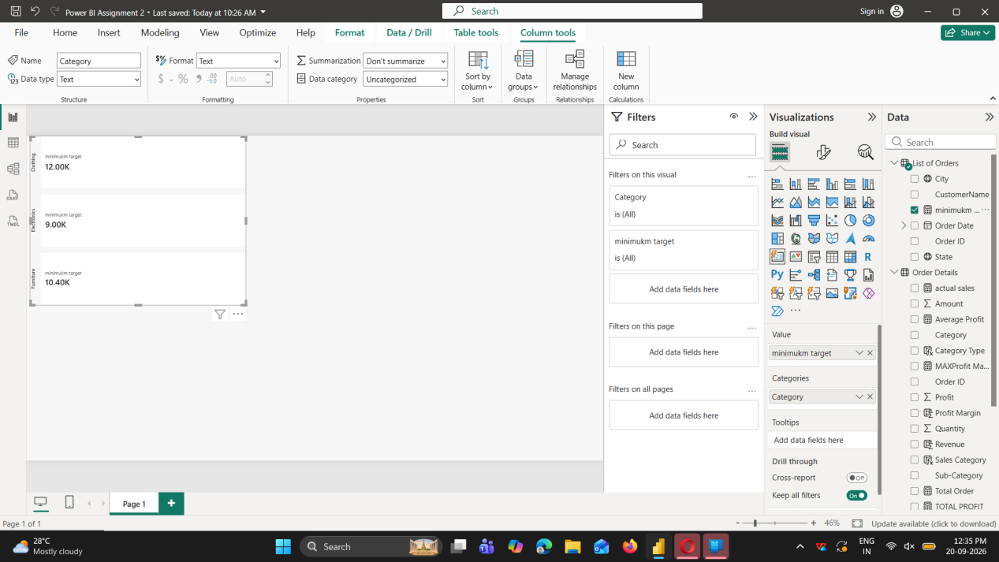 Power BI Assignment 2 • Last saved: Today at 10:26 AM
Search
Sign in
File Home Insert Modeling View Optimize Help Format Data / Drill Table tools Column tools
Share
Name Category
Data type Text
Structure
Format Text
$ % 9 .00 Auto
Formatting
Summarization Don't summarize
Data category Uncategorized
Properties
Sort by column
Sort
Data groups
Groups
Manage relationships
Relationships
New column
Calculations
DAX
TMDL
Clothing
minimukm target
12.00K
Electronics
minimukm target
9.00K
Furniture
minimukm target
10.40K
Filters
Search
Filters on this visual
Category
is (All)
minimukm target
is (All)
Add data fields here
Filters on this page
Add data fields here
Filters on all pages
Add data fields here
Visualizations
Build visual
123
R
Py
Value
minimukm target
Categories
Category
Tooltips
Add data fields here
Drill through
Cross-report Off
Keep all filters On
Data
Search
List of Orders
City
CustomerName
minimukm ...
Order Date
Order ID
State
Order Details
actual sales
Amount
Average Profit
Category
Category Type
MAXProfit Ma...
Order ID
Profit
Profit Margin
Quantity
Revenue
Sales Category
Sub-Category
Total Order
TOTAL PROFIT
Page 1
Page 1 of 1
- + 46%
Update available (click to download)
28°C
Mostly cloudy
Search
ENG
IN
12:35 PM
20-09-2026